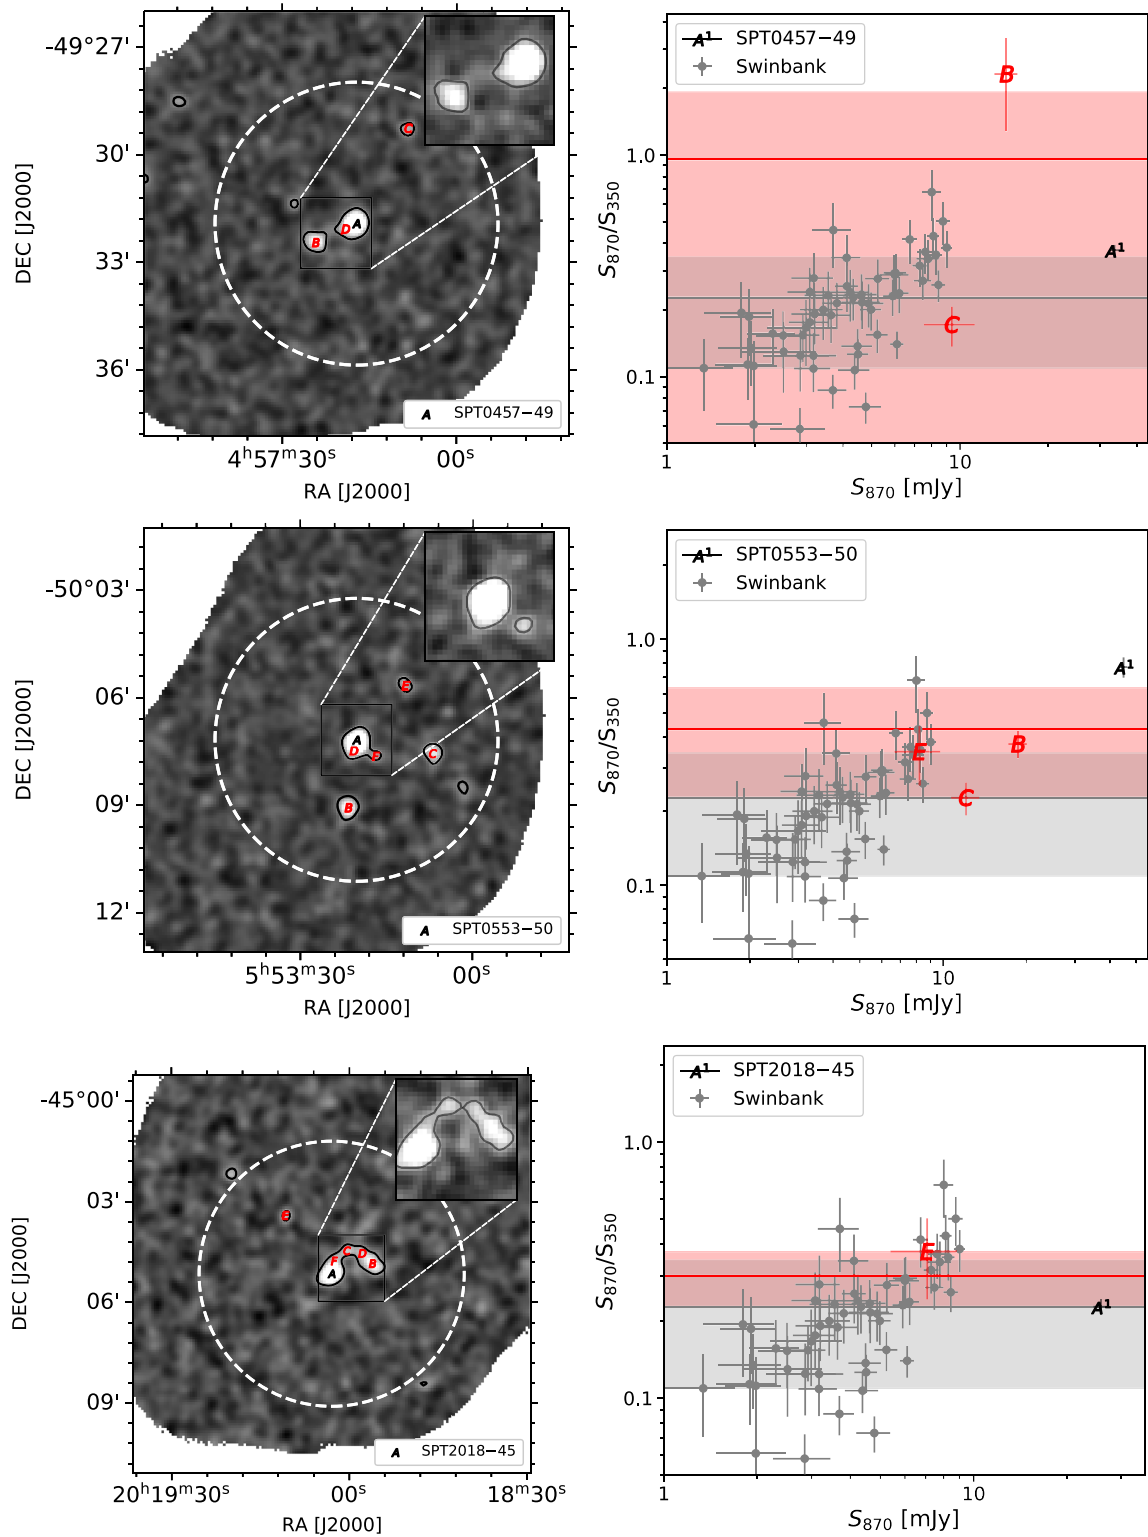 -49°27'
30'
33'
36'
DEC [J2000]
C
A
D
B
A SPT0457−49
4ʰ57ᵐ30ˢ 00ˢ
RA [J2000]
A¹ SPT0457−49
Swinbank
B
A¹
C
1.0
0.1
S₈₇₀/S₃₅₀
1 10
S₈₇₀ [mJy]
-50°03'
06'
09'
12'
DEC [J2000]
E
A
D
F
C
B
A SPT0553−50
5ʰ53ᵐ30ˢ 00ˢ
RA [J2000]
A¹ SPT0553−50
Swinbank
A¹
B
E
C
1.0
0.1
S₈₇₀/S₃₅₀
1 10
S₈₇₀ [mJy]
-45°00'
03'
06'
09'
DEC [J2000]
E
C
D
F
B
A
A SPT2018−45
20ʰ19ᵐ30ˢ 00ˢ 18ᵐ30ˢ
RA [J2000]
A¹ SPT2018−45
Swinbank
E
A¹
1.0
0.1
S₈₇₀/S₃₅₀
1 10
S₈₇₀ [mJy]